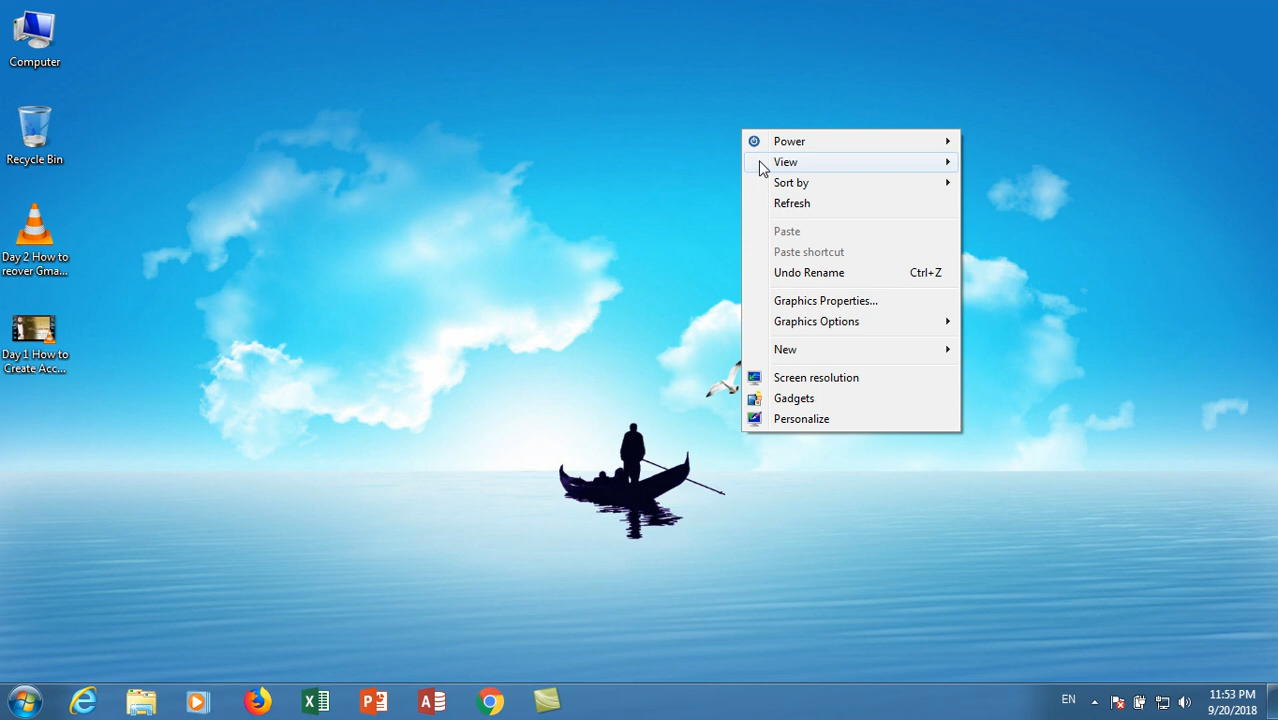 Computer
Recycle Bin
Day 2 How to
reover Gma...
Day 1 How to
Create Acc...
Power
View
Sort by
Refresh
Paste
Paste shortcut
Undo Rename Ctrl+Z
Graphics Properties...
Graphics Options
New
Screen resolution
Gadgets
Personalize
EN
11:53 PM
9/20/2018